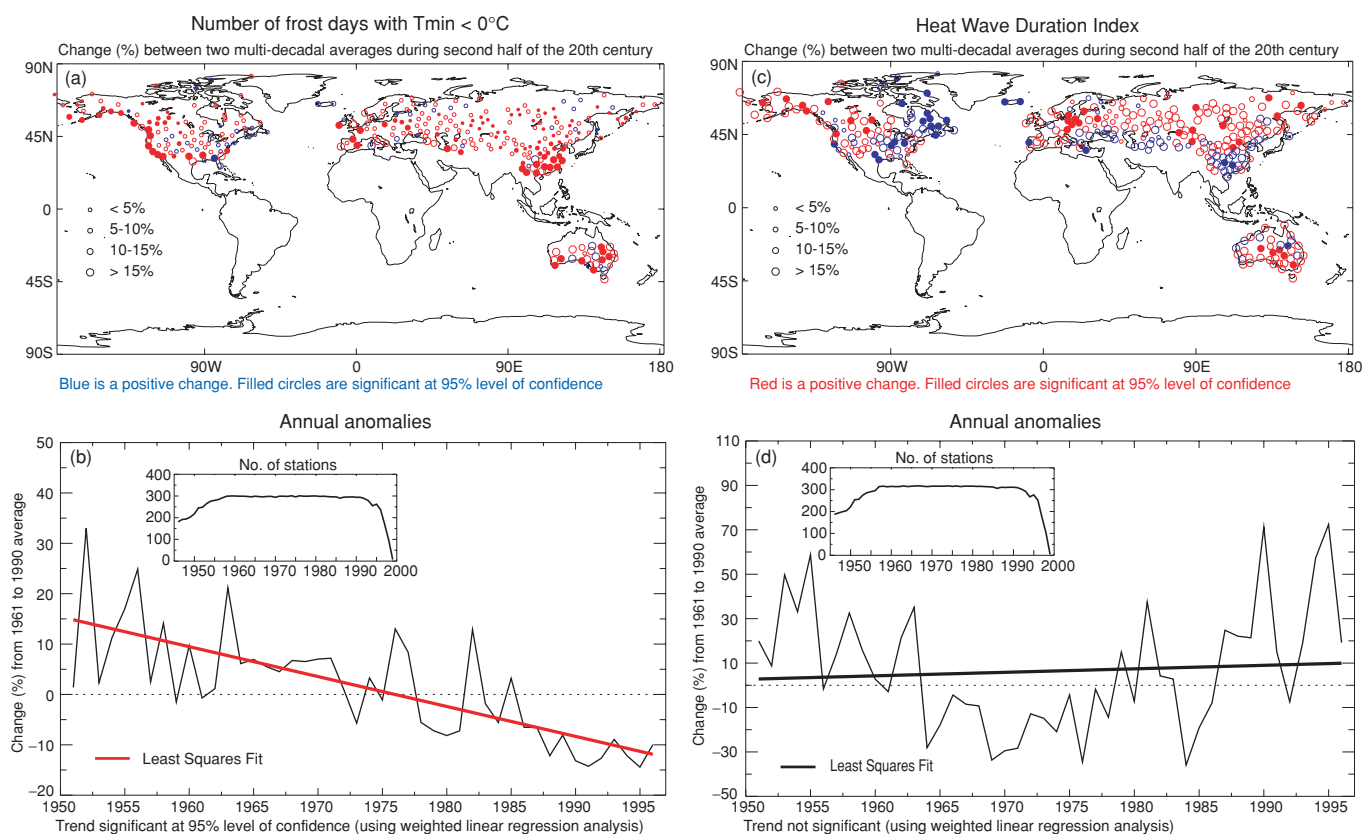 Number of frost days with Tmin < 0°C
Change (%) between two multi-decadal averages during second half of the 20th century
90N
(a)
45N
0
45S
90S
< 5%
5-10%
10-15%
> 15%
90W
0
90E
180
Blue is a positive change. Filled circles are significant at 95% level of confidence
Heat Wave Duration Index
Change (%) between two multi-decadal averages during second half of the 20th century
90N
(c)
45N
0
45S
90S
< 5%
5-10%
10-15%
> 15%
90W
0
90E
180
Red is a positive change. Filled circles are significant at 95% level of confidence
Annual anomalies
(b)
Change (%) from 1961 to 1990 average
50
40
30
20
10
0
−10
−20
No. of stations
400
300
200
100
0
1950 1960 1970 1980 1990 2000
Least Squares Fit
1950 1955 1960 1965 1970 1975 1980 1985 1990 1995
Trend significant at 95% level of confidence (using weighted linear regression analysis)
Annual anomalies
(d)
Change (%) from 1961 to 1990 average
110
90
70
50
30
10
−10
−30
−50
No. of stations
400
300
200
100
0
1950 1960 1970 1980 1990 2000
Least Squares Fit
1950 1955 1960 1965 1970 1975 1980 1985 1990 1995
Trend not significant (using weighted linear regression analysis)